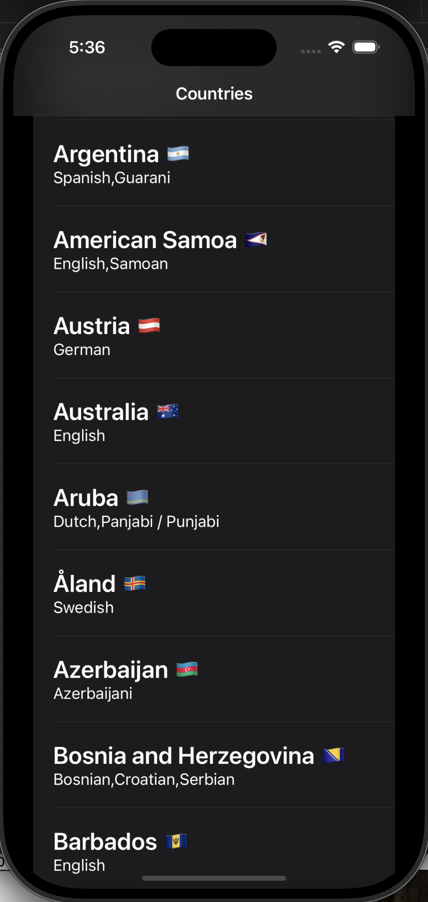 5:36
Countries
Argentina 🇦🇷
Spanish,Guarani
American Samoa 🇦🇸
English,Samoan
Austria 🇦🇹
German
Australia 🇦🇺
English
Aruba 🇦🇼
Dutch,Panjabi / Punjabi
Åland 🇦🇽
Swedish
Azerbaijan 🇦🇿
Azerbaijani
Bosnia and Herzegovina 🇧🇦
Bosnian,Croatian,Serbian
Barbados 🇧🇧
English